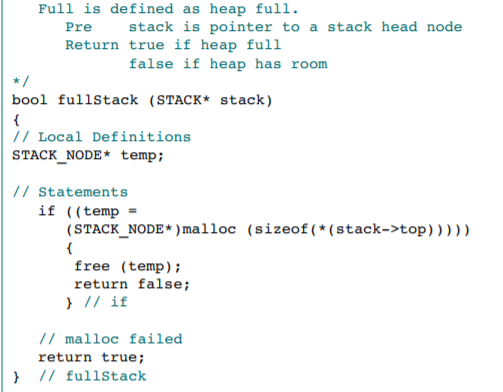 Full is defined as heap full.
Pre stack is pointer to a stack head node
Return true if heap full
false if heap has room
*/
bool fullStack (STACK* stack)
{
// Local Definitions
STACK_NODE* temp;
// Statements
if ((temp =
(STACK_NODE*)malloc (sizeof(*(stack->top)))))
{
free (temp);
return false;
} // if
// malloc failed
return true;
} // fullStack